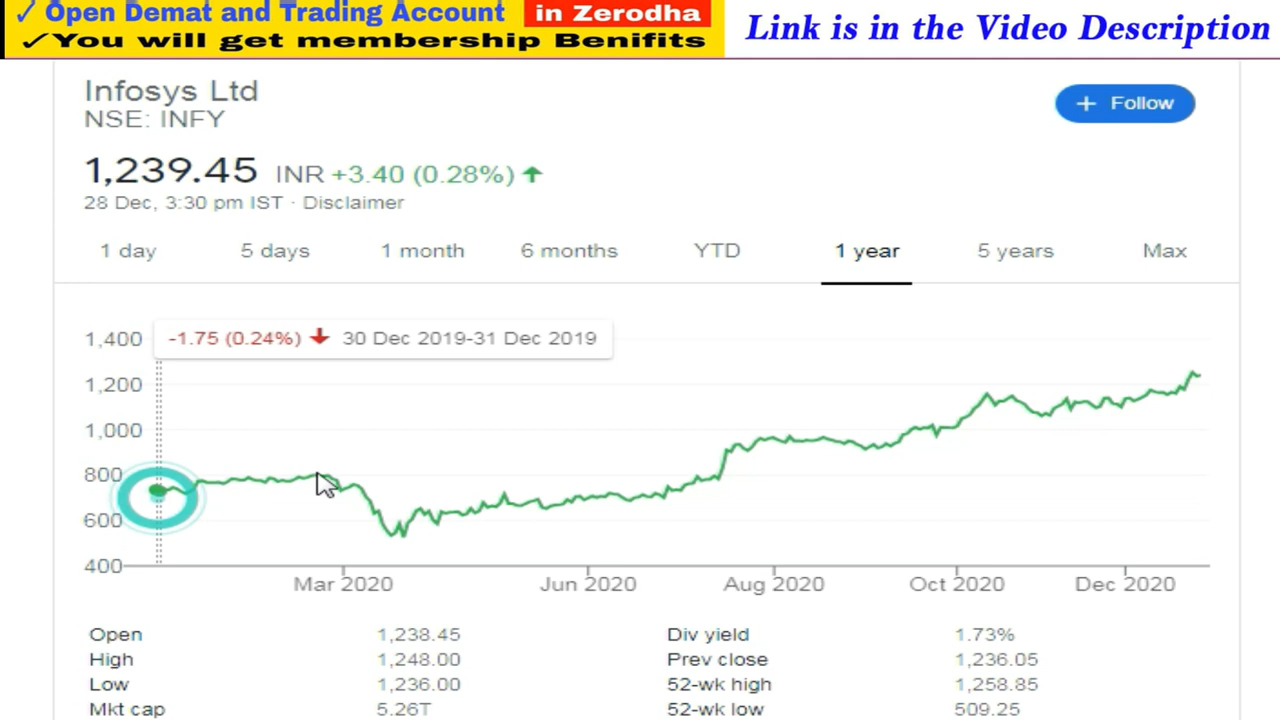 ✓ Open Demat and Trading Account in Zerodha
✓You will get membership Benifits
Link is in the Video Description
Infosys Ltd
NSE: INFY
+ Follow
1,239.45 INR +3.40 (0.28%) ↑
28 Dec, 3:30 pm IST · Disclaimer
1 day 5 days 1 month 6 months YTD 1 year 5 years Max
-1.75 (0.24%) ↓ 30 Dec 2019-31 Dec 2019
1,400
1,200
1,000
800
600
400
Mar 2020 Jun 2020 Aug 2020 Oct 2020 Dec 2020
Open 1,238.45 Div yield 1.73%
High 1,248.00 Prev close 1,236.05
Low 1,236.00 52-wk high 1,258.85
Mkt cap 5.26T 52-wk low 509.25